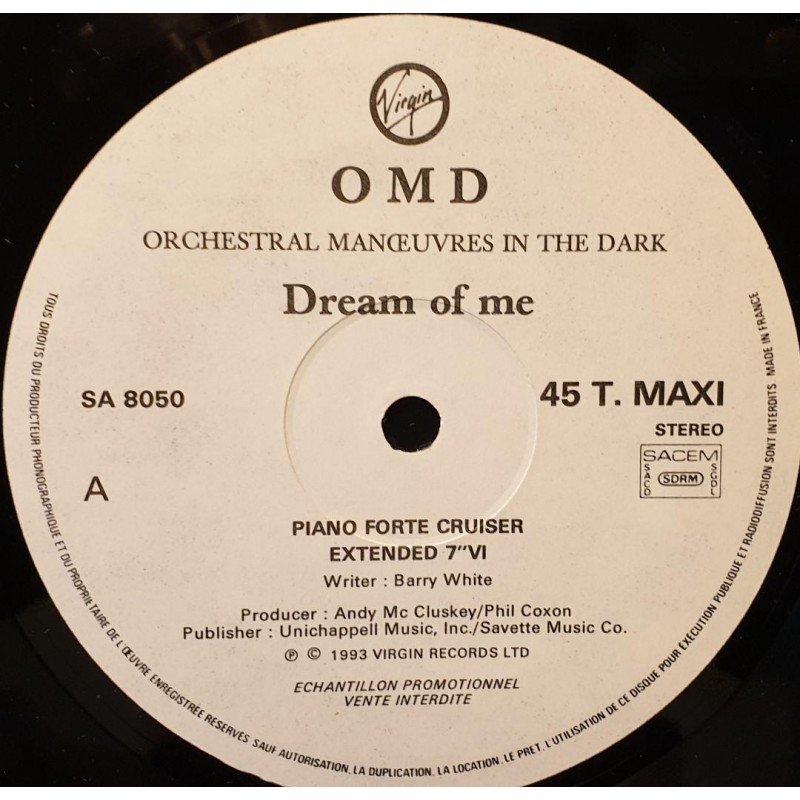 Virgin
OMD
ORCHESTRAL MANŒUVRES IN THE DARK
Dream of me
SA 8050
45 T. MAXI
STEREO
SACEM
SACD
SDRM
SGDL
A
PIANO FORTE CRUISER
EXTENDED 7"VI
Writer : Barry White
Producer : Andy Mc Cluskey/Phil Coxon
Publisher : Unichappell Music, Inc./Savette Music Co.
℗ © 1993 VIRGIN RECORDS LTD
ECHANTILLON PROMOTIONNEL
VENTE INTERDITE
TOUS DROITS DU PRODUCTEUR PHONOGRAPHIQUE ET DU PROPRIETAIRE DE L'ŒUVRE ENREGISTRÉE RESERVES SAUF AUTORISATION, LA DUPLICATION, LA LOCATION, LE PRET, L'UTILISATION DE CE DISQUE POUR EXÉCUTION PUBLIQUE ET RADIODIFFUSION SONT INTERDITS MADE IN FRANCE